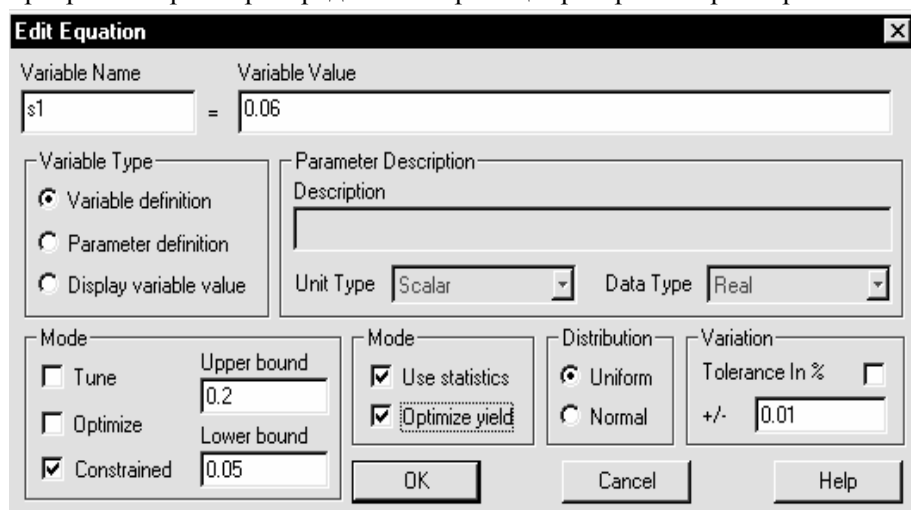 Edit Equation
Variable Name Variable Value
s1 = 0.06
Variable Type
Variable definition
Parameter definition
Display variable value
Parameter Description
Description
Unit Type Scalar Data Type Real
Mode
Tune
Optimize
Constrained
Upper bound
0.2
Lower bound
0.05
Mode
Use statistics
Optimize yield
Distribution
Uniform
Normal
Variation
Tolerance In %
+/- 0.01
OK Cancel Help